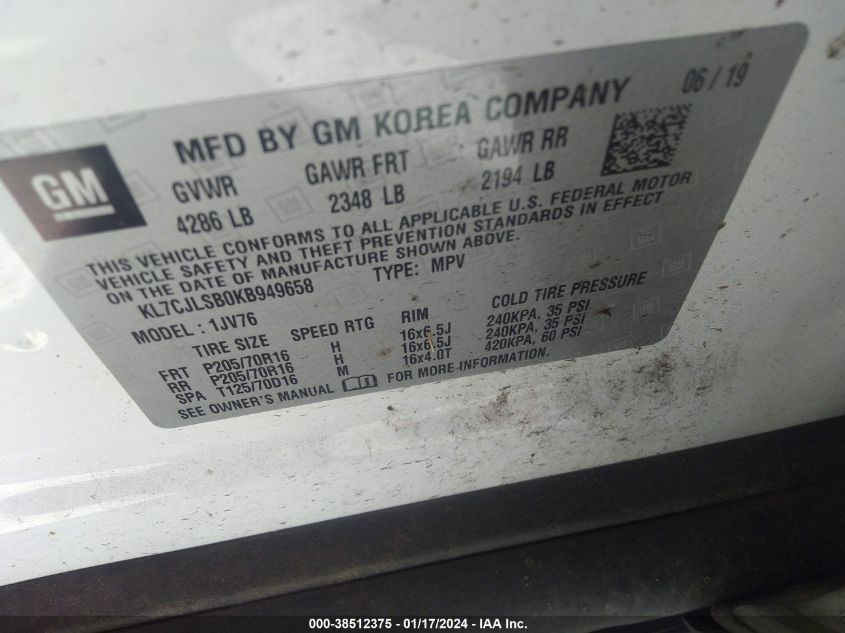 06 / 19
MFD BY GM KOREA COMPANY
GM
GVWR GAWR FRT GAWR RR
4286 LB 2348 LB 2194 LB
THIS VEHICLE CONFORMS TO ALL APPLICABLE U.S. FEDERAL MOTOR
VEHICLE SAFETY AND THEFT PREVENTION STANDARDS IN EFFECT
ON THE DATE OF MANUFACTURE SHOWN ABOVE.
KL7CJLSB0KB949658 TYPE: MPV
MODEL : 1JV76
TIRE SIZE SPEED RTG RIM COLD TIRE PRESSURE
FRT P205/70R16 H 16x6.5J 240KPA, 35 PSI
RR P205/70R16 H 16x6.5J 240KPA, 35 PSI
SPA T125/70D16 M 16x4.0T 420KPA, 60 PSI
SEE OWNER'S MANUAL FOR MORE INFORMATION.
000-38512375 - 01/17/2024 - IAA Inc.